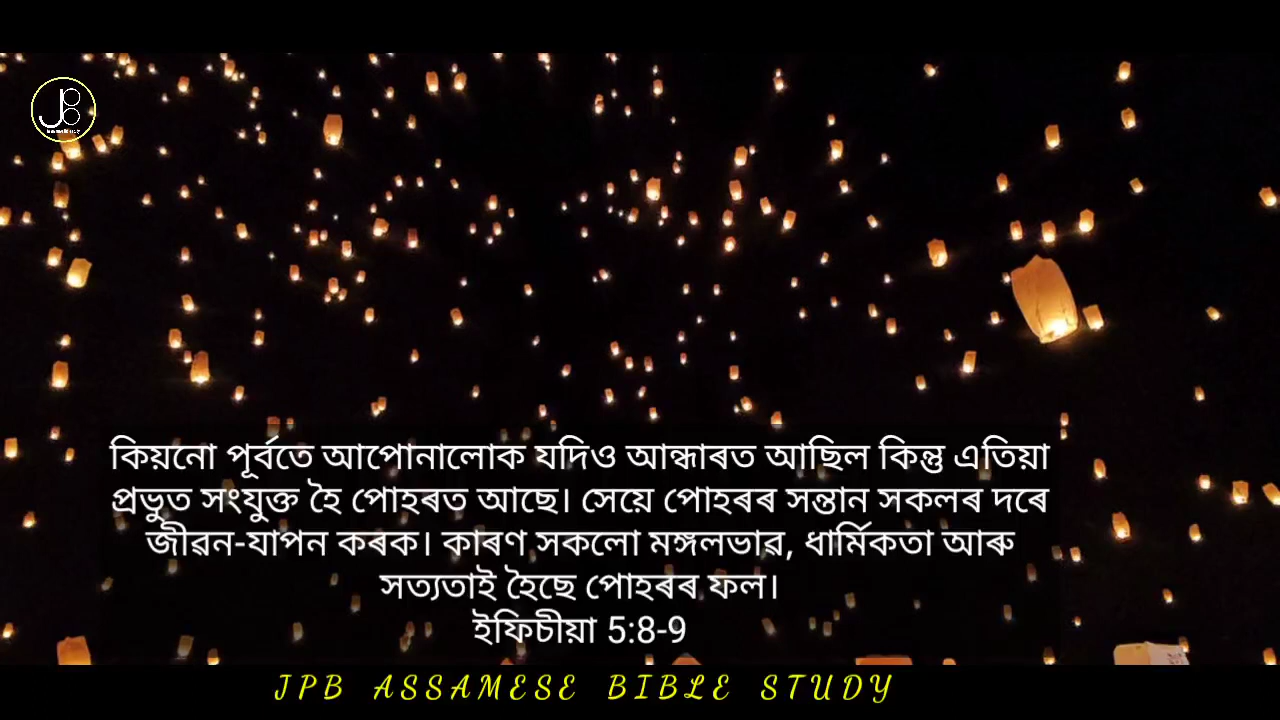 JPB
কিয়নো পূৰ্বতে আপোনালোক যদিও আন্ধাৰত আছিল কিন্তু এতিয়া
প্ৰভুত সংযুক্ত হৈ পোহৰত আছে। সেয়ে পোহৰৰ সন্তান সকলৰ দৰে
জীৱন-যাপন কৰক। কাৰণ সকলো মঙ্গলভাৱ, ধাৰ্মিকতা আৰু
সত্যতাই হৈছে পোহৰৰ ফল।
ইফিচীয়া 5:8-9
JPB ASSAMESE BIBLE STUDY